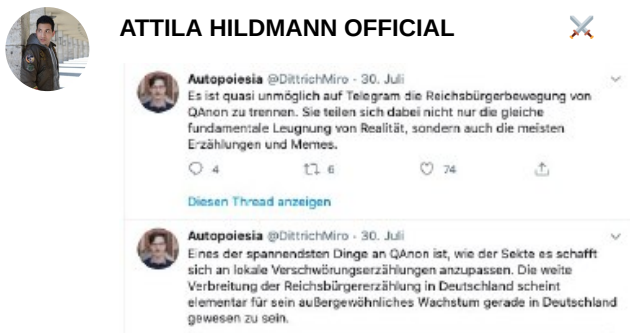 ATTILA HILDMANN OFFICIAL ⚔️
Autopoiesia @DittrichMiro · 30. Juli
Es ist quasi unmöglich auf Telegram die Reichsbürgerbewegung von
QAnon zu trennen. Sie teilen sich dabei nicht nur die gleiche
fundamentale Leugnung von Realität, sondern auch die meisten
Erzählungen und Memes.
4 6 74
Diesen Thread anzeigen
Autopoiesia @DittrichMiro · 30. Juli
Eines der spannendsten Dinge an QAnon ist, wie der Sekte es schafft
sich an lokale Verschwörungserzählungen anzupassen. Die weite
Verbreitung der Reichsbürgererzählung in Deutschland scheint
elementar für sein außergewöhnliches Wachstum gerade in Deutschland
gewesen zu sein.